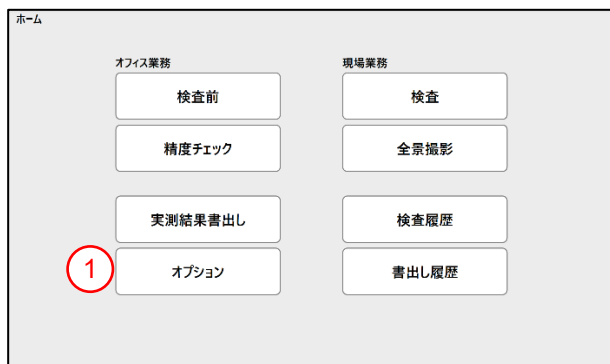 ホーム
オフィス業務
検査前
精度チェック
実測結果書出し
1
オプション
現場業務
検査
全景撮影
検査履歴
書出し履歴